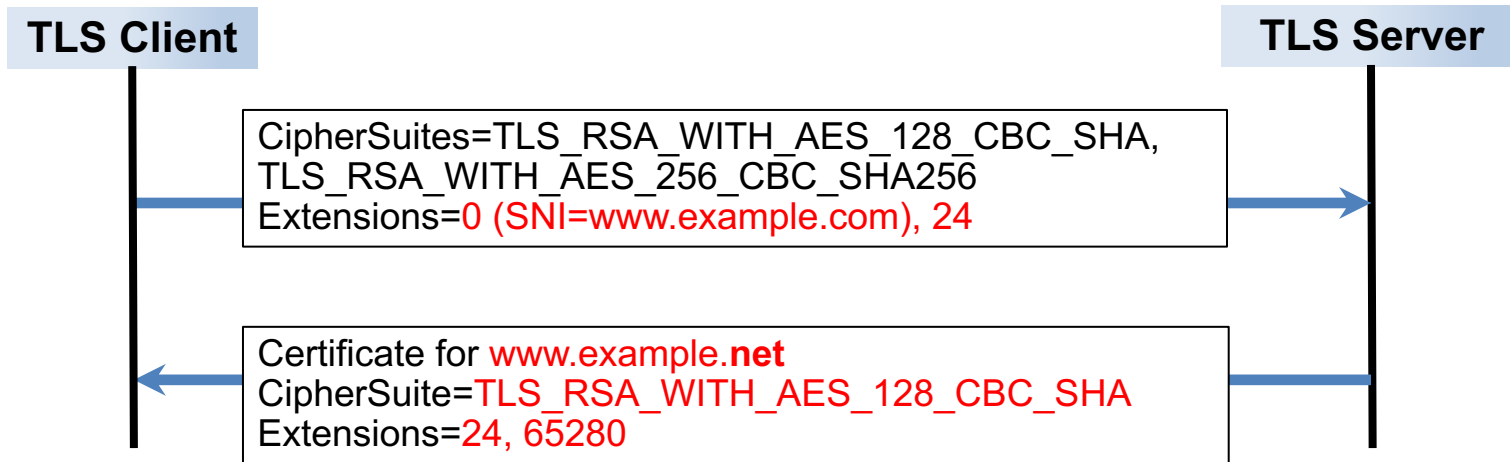 TLS Client
TLS Server
CipherSuites=TLS_RSA_WITH_AES_128_CBC_SHA,
TLS_RSA_WITH_AES_256_CBC_SHA256
Extensions=0 (SNI=www.example.com), 24
Certificate for www.example.net
CipherSuite=TLS_RSA_WITH_AES_128_CBC_SHA
Extensions=24, 65280